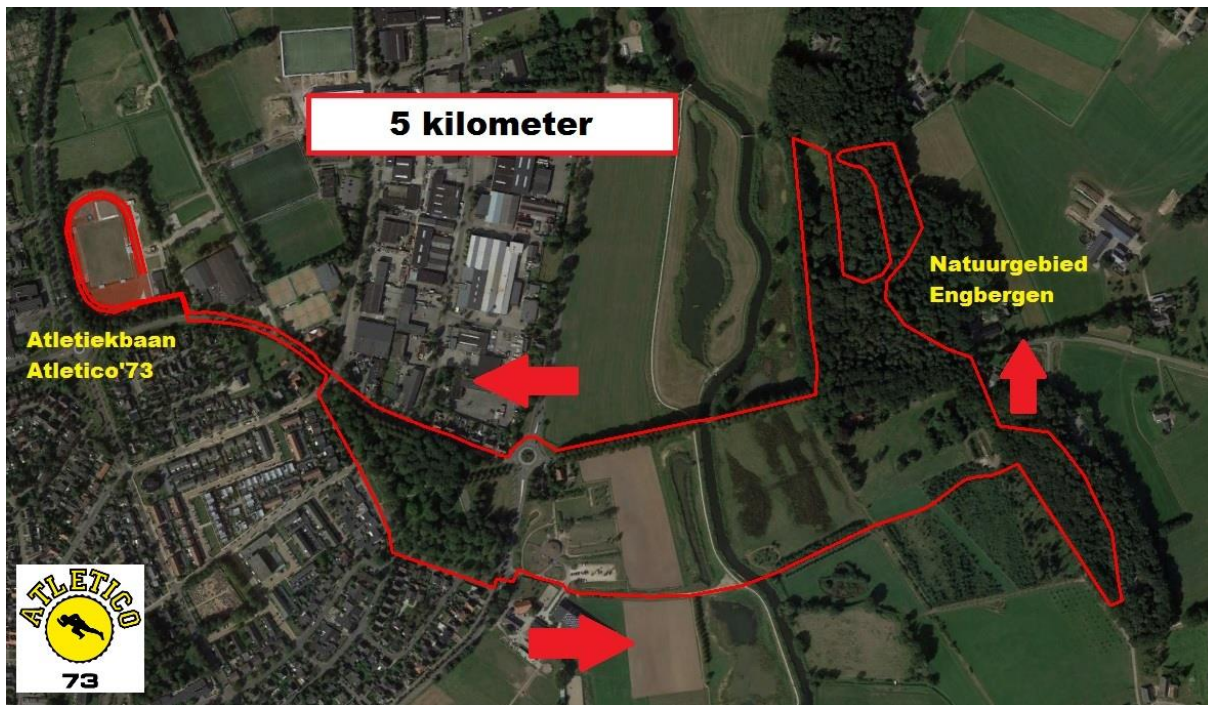 5 kilometer
Natuurgebied
Engbergen
Atletiekbaan
Atletico'73
ATLETICO
73